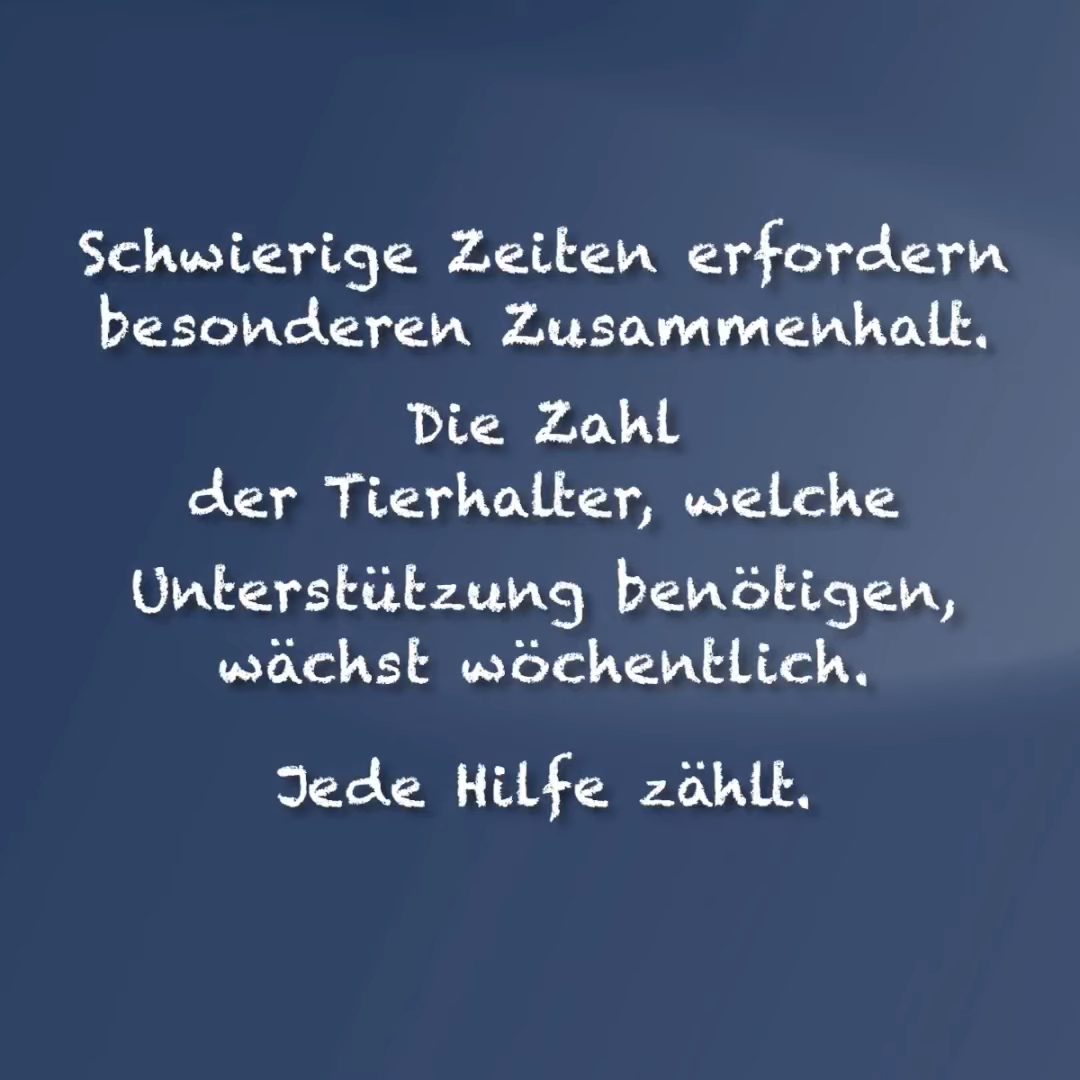 Schwierige Zeiten erfordern
besonderen Zusammenhalt.
Die Zahl
der Tierhalter, welche
Unterstützung benötigen,
wächst wöchentlich.
Jede Hilfe zählt.